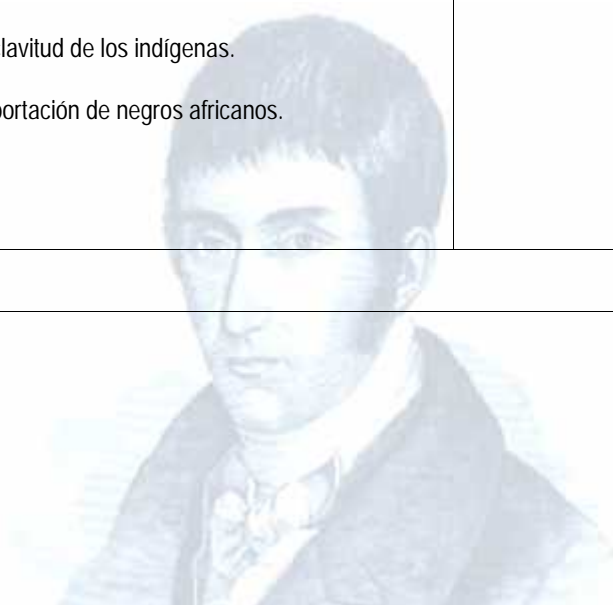 lavitud de los indígenas.
portación de negros africanos.